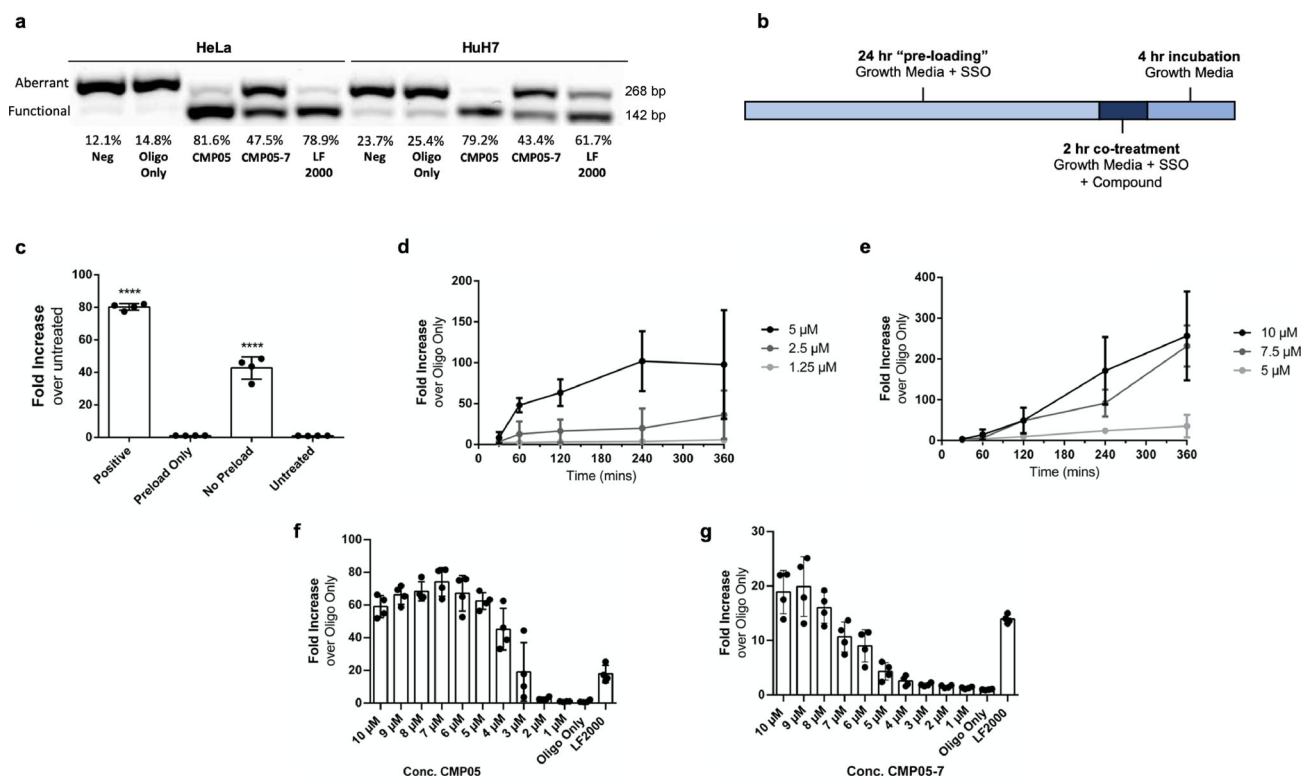 a
HeLa
HuH7
Aberrant
268 bp
Functional
142 bp
12.1% 14.8% 81.6% 47.5% 78.9% 23.7% 25.4% 79.2% 43.4% 61.7%
Neg Oligo Only CMP05 CMP05-7 LF 2000 Neg Oligo Only CMP05 CMP05-7 LF 2000
b
24 hr “pre-loading”
Growth Media + SSO
4 hr incubation
Growth Media
2 hr co-treatment
Growth Media + SSO
+ Compound
c
Fold Increase
over untreated
100
80
60
40
20
0
****
****
Positive
Preload Only
No Preload
Untreated
d
Fold Increase
over Oligo Only
200
150
100
50
0
0 60 120 180 240 300 360
Time (mins)
5 µM
2.5 µM
1.25 µM
e
Fold Increase
over Oligo Only
400
300
200
100
0
0 60 120 180 240 300 360
Time (mins)
10 µM
7.5 µM
5 µM
f
Fold Increase
over Oligo Only
100
80
60
40
20
0
10 µM
9 µM
8 µM
7 µM
6 µM
5 µM
4 µM
3 µM
2 µM
1 µM
Oligo Only
LF2000
Conc. CMP05
g
Fold Increase
over Oligo Only
30
20
10
0
10 µM
9 µM
8 µM
7 µM
6 µM
5 µM
4 µM
3 µM
2 µM
1 µM
Oligo Only
LF2000
Conc. CMP05-7